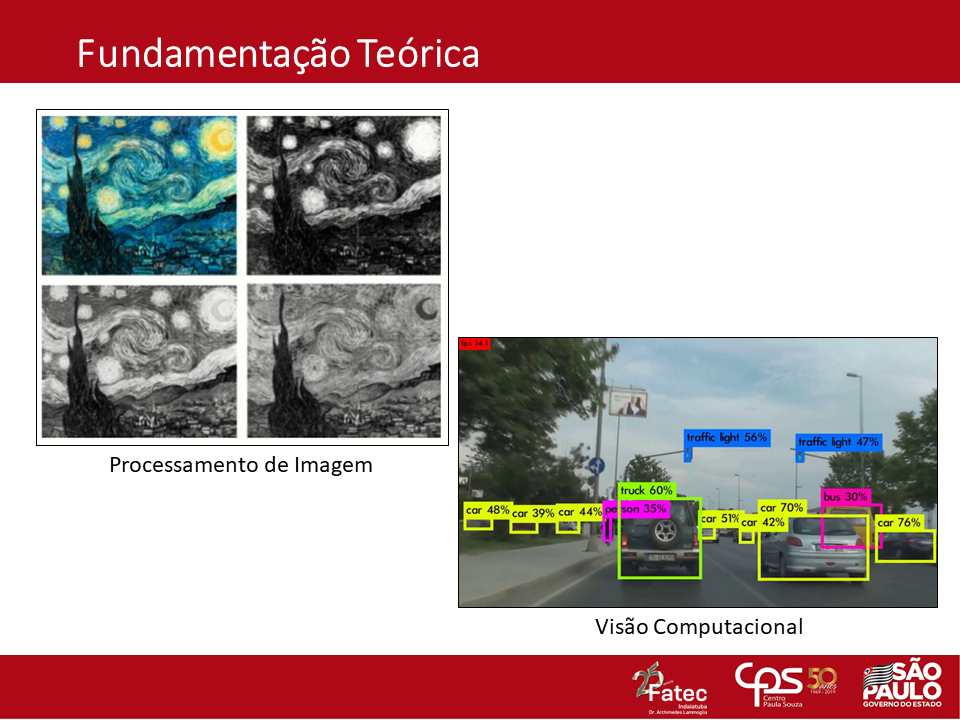 Fundamentação Teórica
Processamento de Imagem
fps 14.1
traffic light 56%
traffic light 47%
truck 60%
bus 30%
car 48%
car 39%
car 44%
person 35%
car 51%
car 70%
car 42%
car 76%
Visão Computacional
25
Fatec
Indaiatuba
Dr. Archimedes Lammoglia
CPS
Centro
Paula Souza
50
anos
1969 - 2019
SÃO
PAULO
GOVERNO DO ESTADO